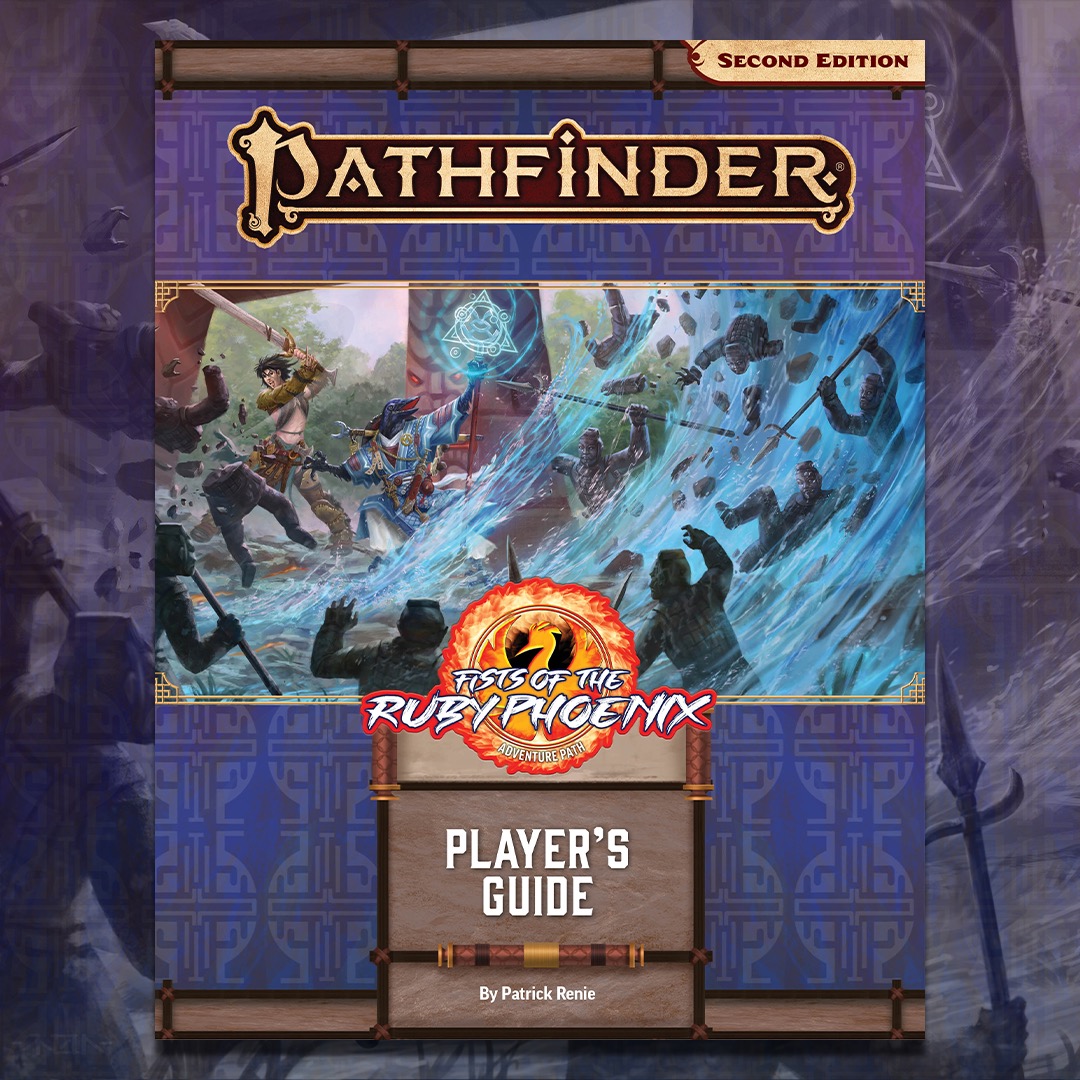 SECOND EDITION
PATHFINDER®
FISTS OF THE
RUBY PHOENIX
ADVENTURE PATH
PLAYER'S
GUIDE
By Patrick Renie